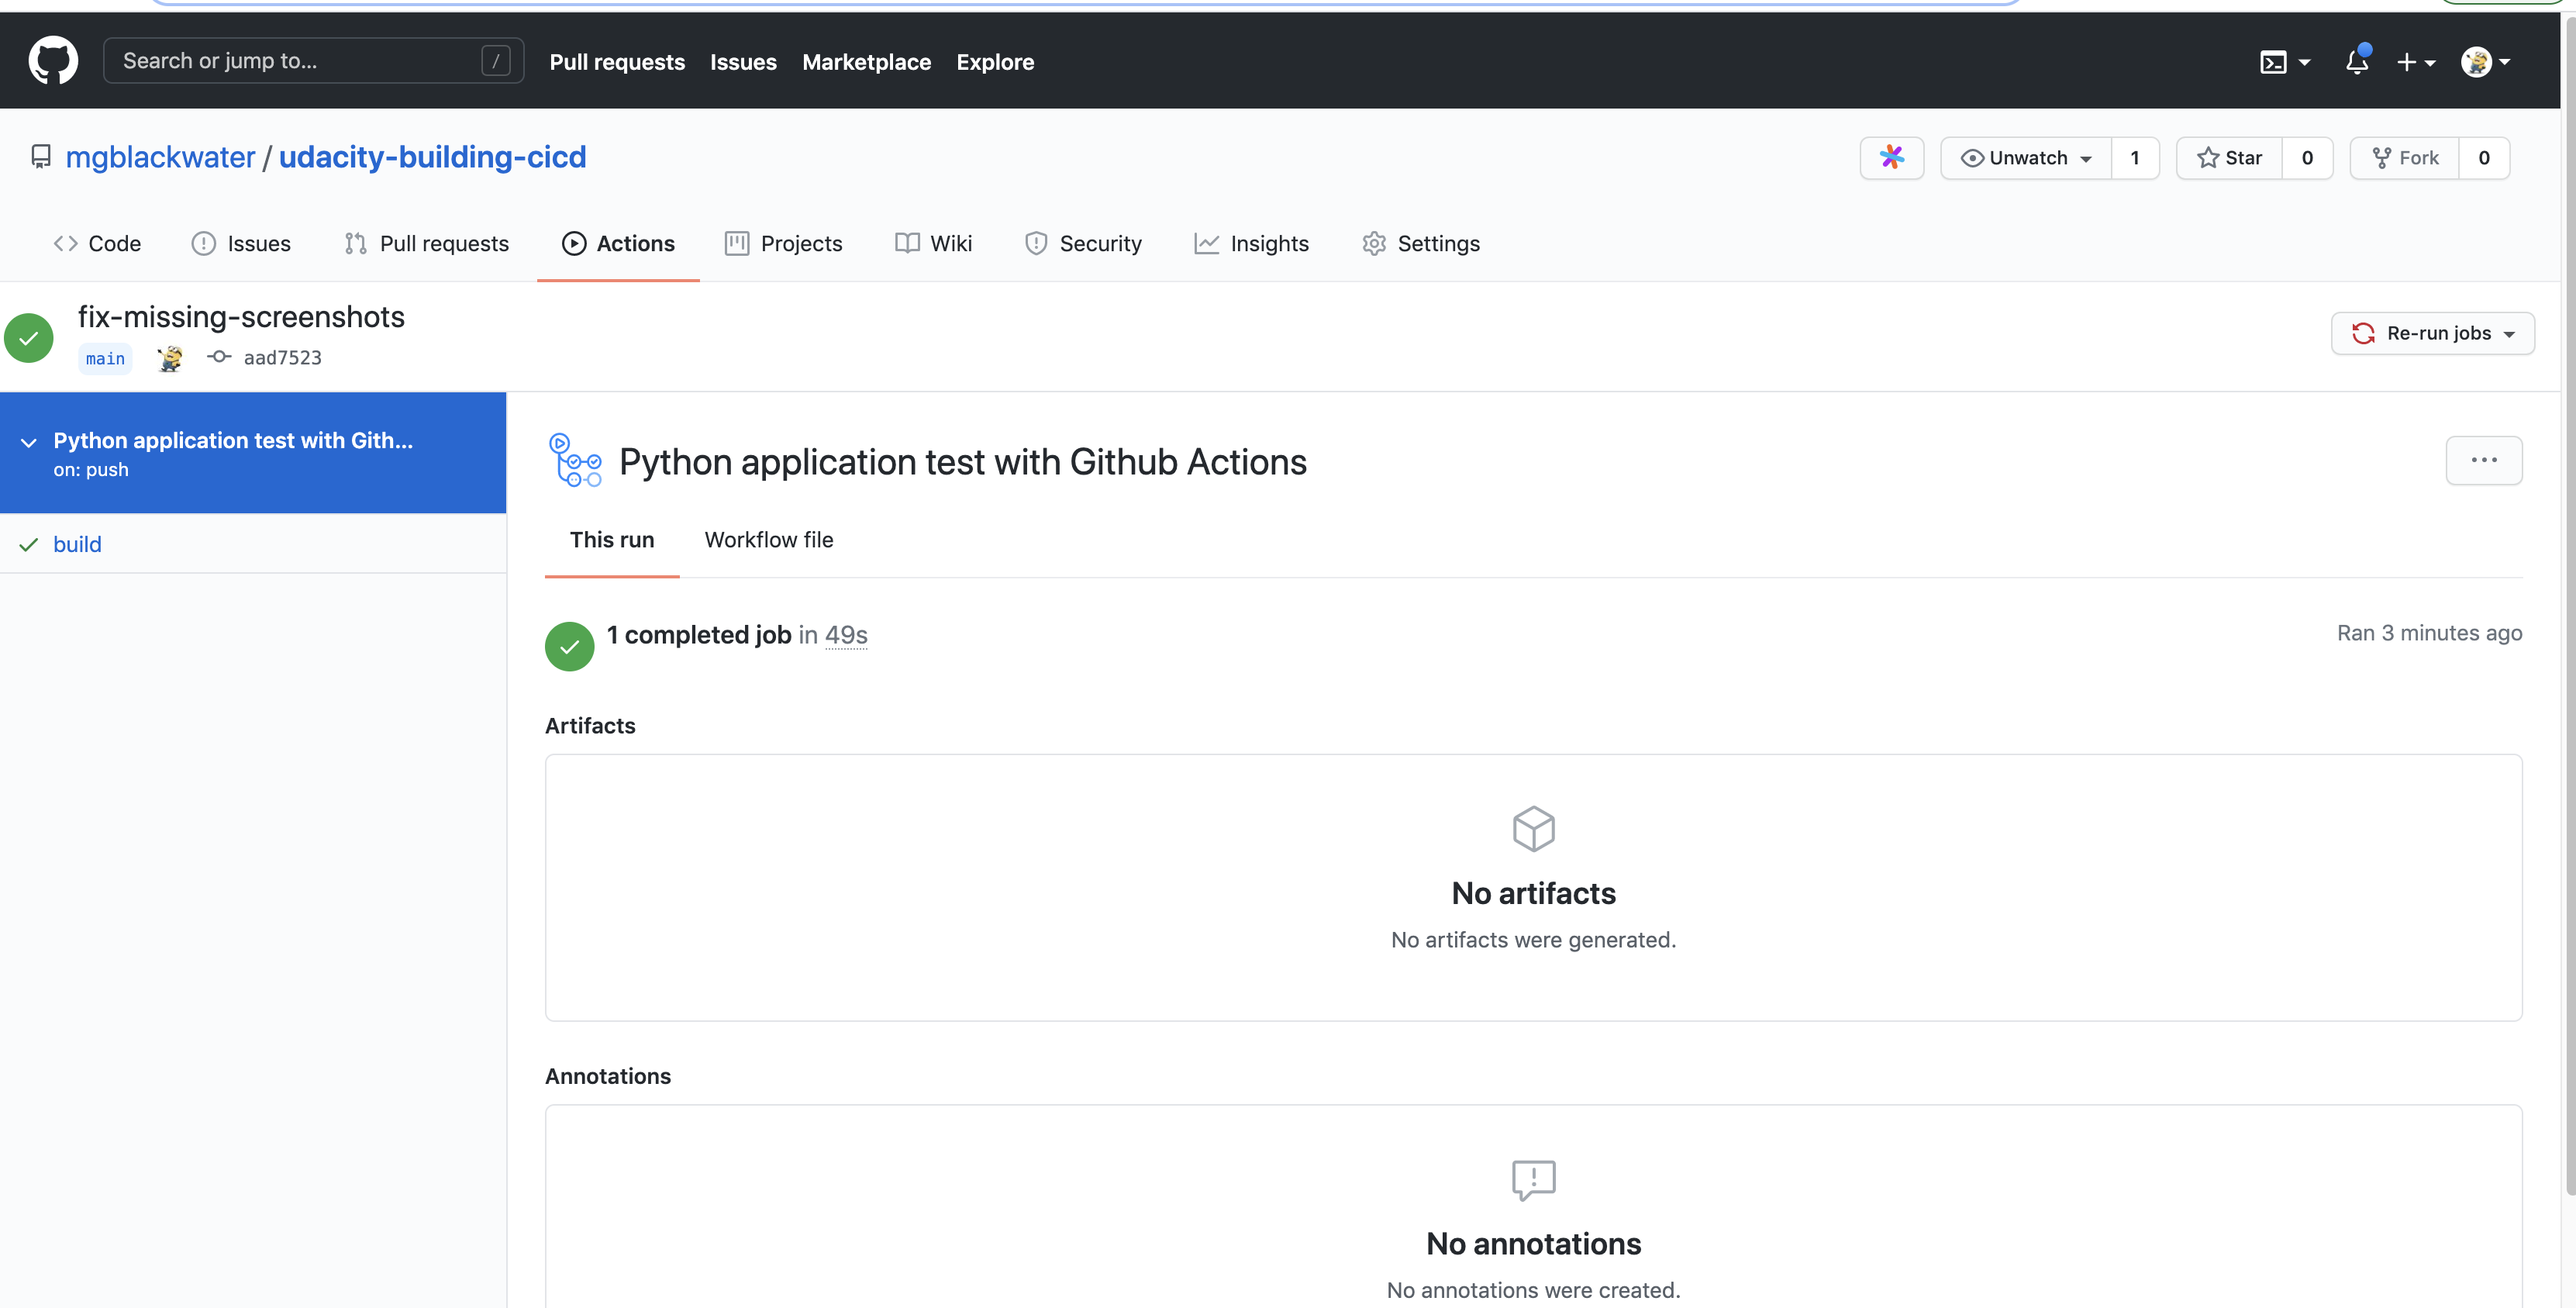 Search or jump to... /
Pull requests Issues Marketplace Explore
mgblackwater / udacity-building-cicd
Unwatch 1 Star 0 Fork 0
Code Issues Pull requests Actions Projects Wiki Security Insights Settings
fix-missing-screenshots
main aad7523
Re-run jobs
Python application test with Gith...
on: push
build
Python application test with Github Actions
...
This run Workflow file
1 completed job in 49s
Ran 3 minutes ago
Artifacts
No artifacts
No artifacts were generated.
Annotations
No annotations
No annotations were created.